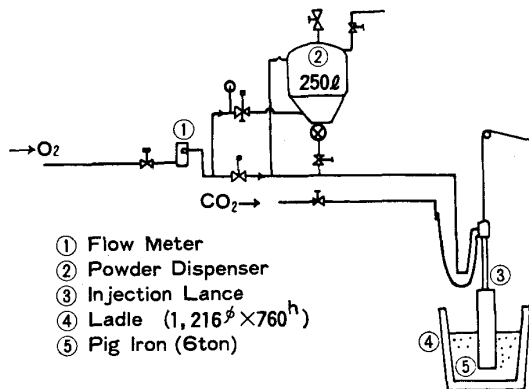 ②
250ℓ
①
→O₂
CO₂→
① Flow Meter
② Powder Dispenser
③ Injection Lance
④ Ladle (1,216ᶲ×760ʰ)
⑤ Pig Iron (6ton)
③
④
⑤